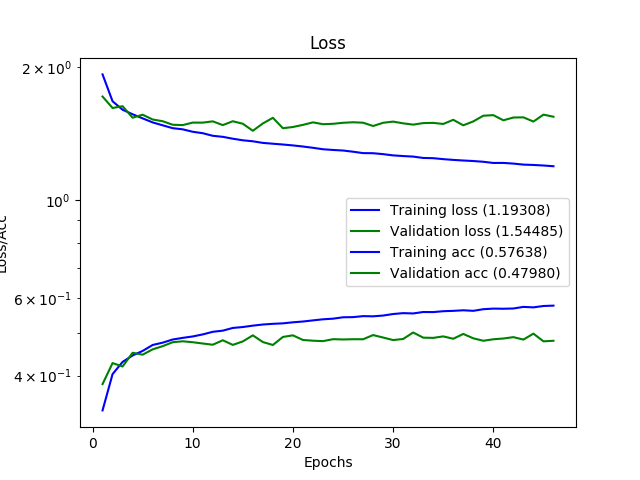 Loss
2 × 10⁰
10⁰
6 × 10⁻¹
4 × 10⁻¹
Loss/Acc
Training loss (1.19308)
Validation loss (1.54485)
Training acc (0.57638)
Validation acc (0.47980)
0 10 20 30 40
Epochs